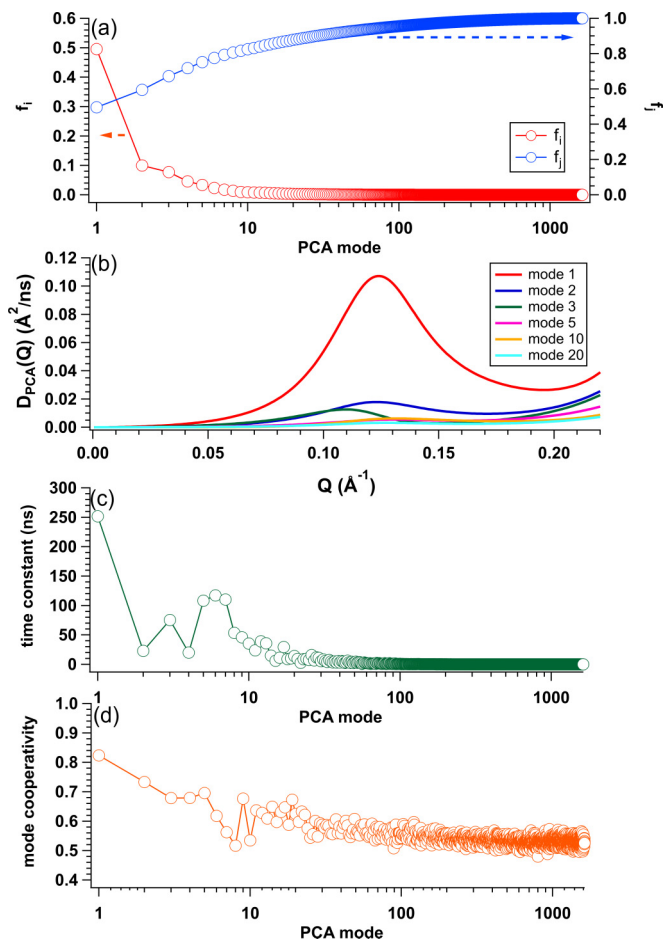 (a)
0.6
0.5
0.4
0.3
0.2
0.1
0.0
f_i
1.0
0.8
0.6
0.4
0.2
0.0
f_j
f_i
f_j
1
10
100
1000
PCA mode
(b)
0.12
0.10
0.08
0.06
0.04
0.02
0.00
D_PCA(Q) (Å²/ns)
mode 1
mode 2
mode 3
mode 5
mode 10
mode 20
0.00
0.05
0.10
0.15
0.20
Q (Å⁻¹)
(c)
300
250
200
150
100
50
0
time constant (ns)
1
10
100
1000
PCA mode
(d)
1.0
0.9
0.8
0.7
0.6
0.5
0.4
mode cooperativity
1
10
100
1000
PCA mode